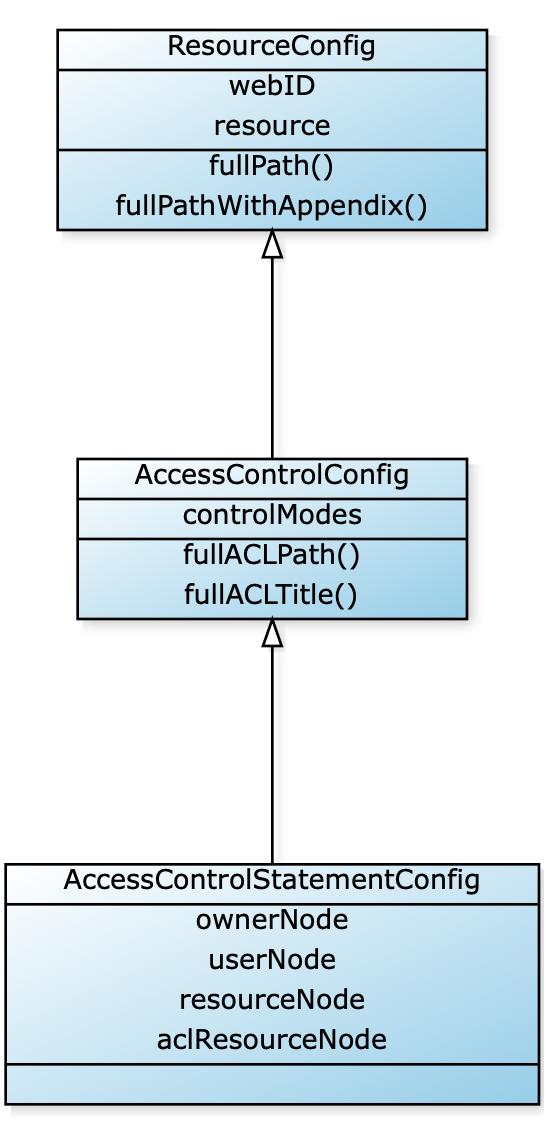 ResourceConfig
webID
resource
fullPath()
fullPathWithAppendix()
AccessControlConfig
controlModes
fullACLPath()
fullACLTitle()
AccessControlStatementConfig
ownerNode
userNode
resourceNode
aclResourceNode